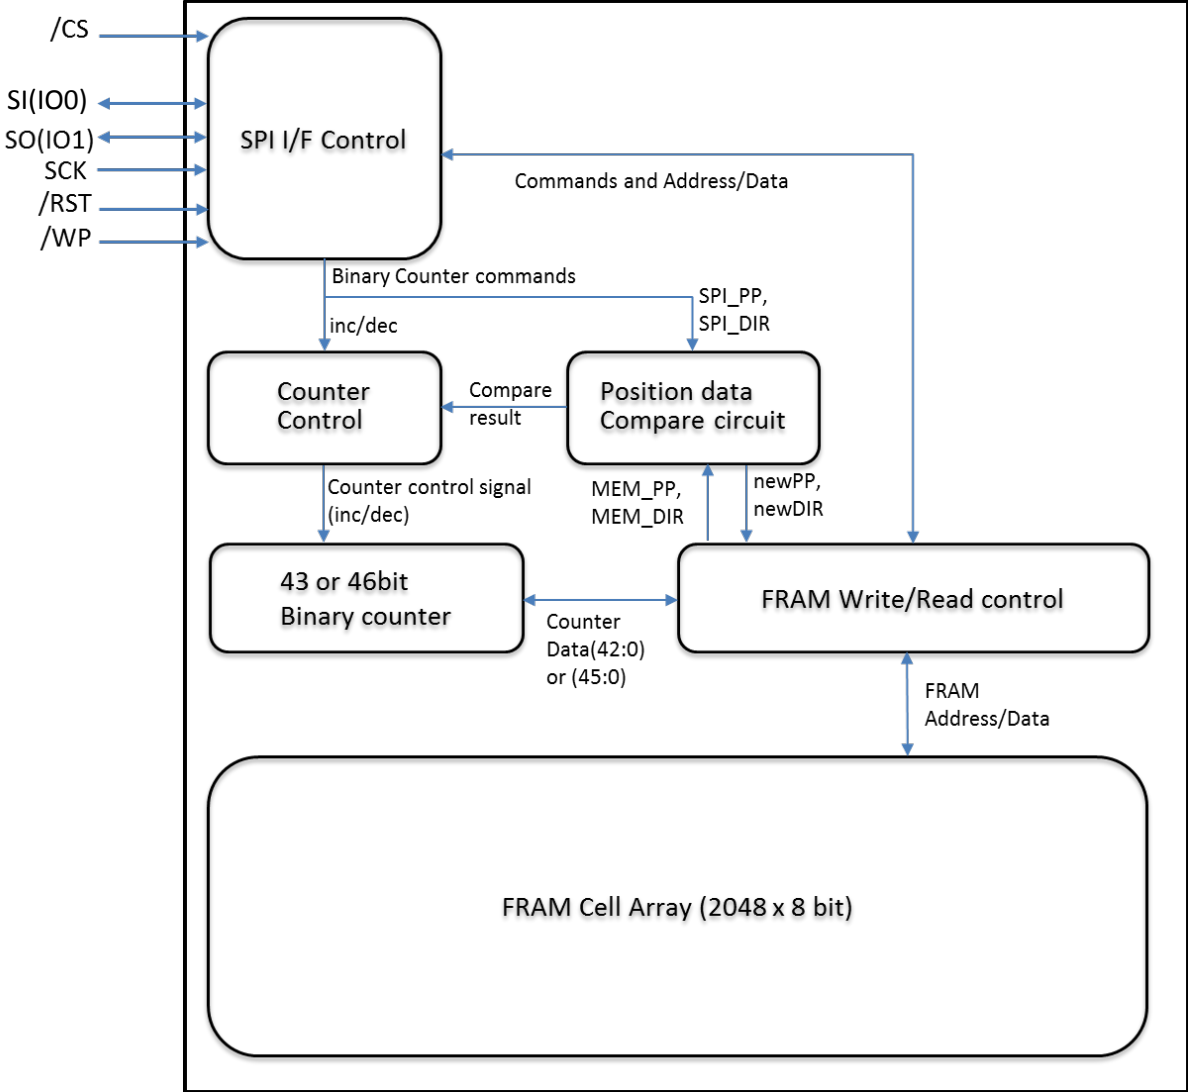 /CS
SI(IO0)
SO(IO1)
SCK
/RST
/WP
SPI I/F Control
Commands and Address/Data
Binary Counter commands
SPI_PP,
SPI_DIR
inc/dec
Counter
Control
Compare
result
Position data
Compare circuit
Counter control signal
(inc/dec)
MEM_PP,
MEM_DIR
newPP,
newDIR
43 or 46bit
Binary counter
Counter
Data(42:0)
or (45:0)
FRAM Write/Read control
FRAM
Address/Data
FRAM Cell Array (2048 x 8 bit)